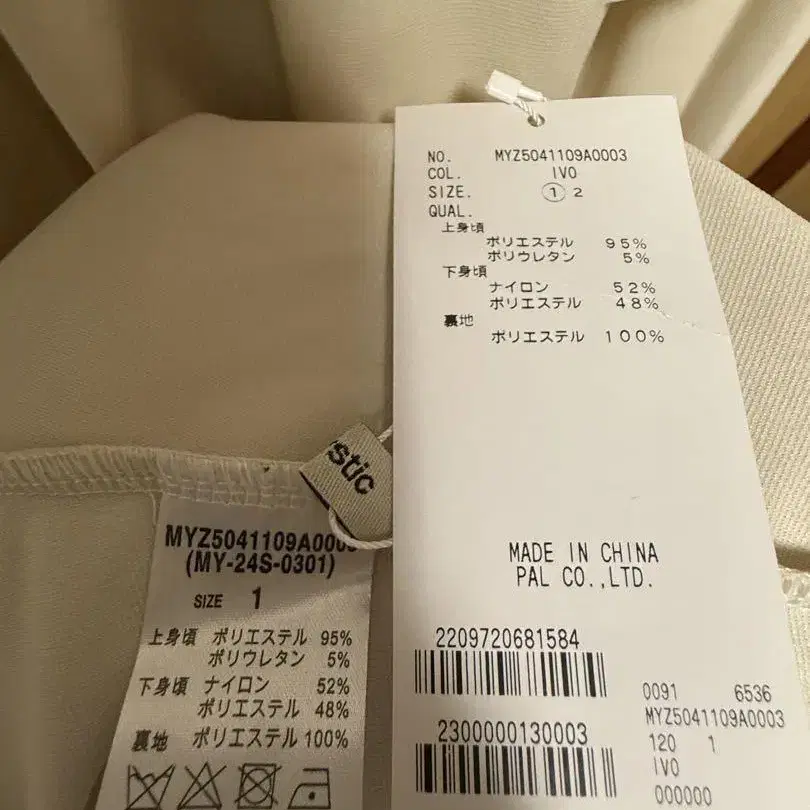 NO. MYZ5041109A0003
COL. IVO
SIZE. 1 2
QUAL.
上身頃
ポリエステル 95%
ポリウレタン 5%
下身頃
ナイロン 52%
ポリエステル 48%
裏地
ポリエステル 100%
MADE IN CHINA
PAL CO.,LTD.
2209720681584
2300000130003
0091 6536
MYZ5041109A0003
120 1
IVO
000000
stic
MYZ5041109A000
(MY-24S-0301)
SIZE 1
上身頃 ポリエステル 95%
ポリウレタン 5%
下身頃 ナイロン 52%
ポリエステル 48%
裏地 ポリエステル 100%